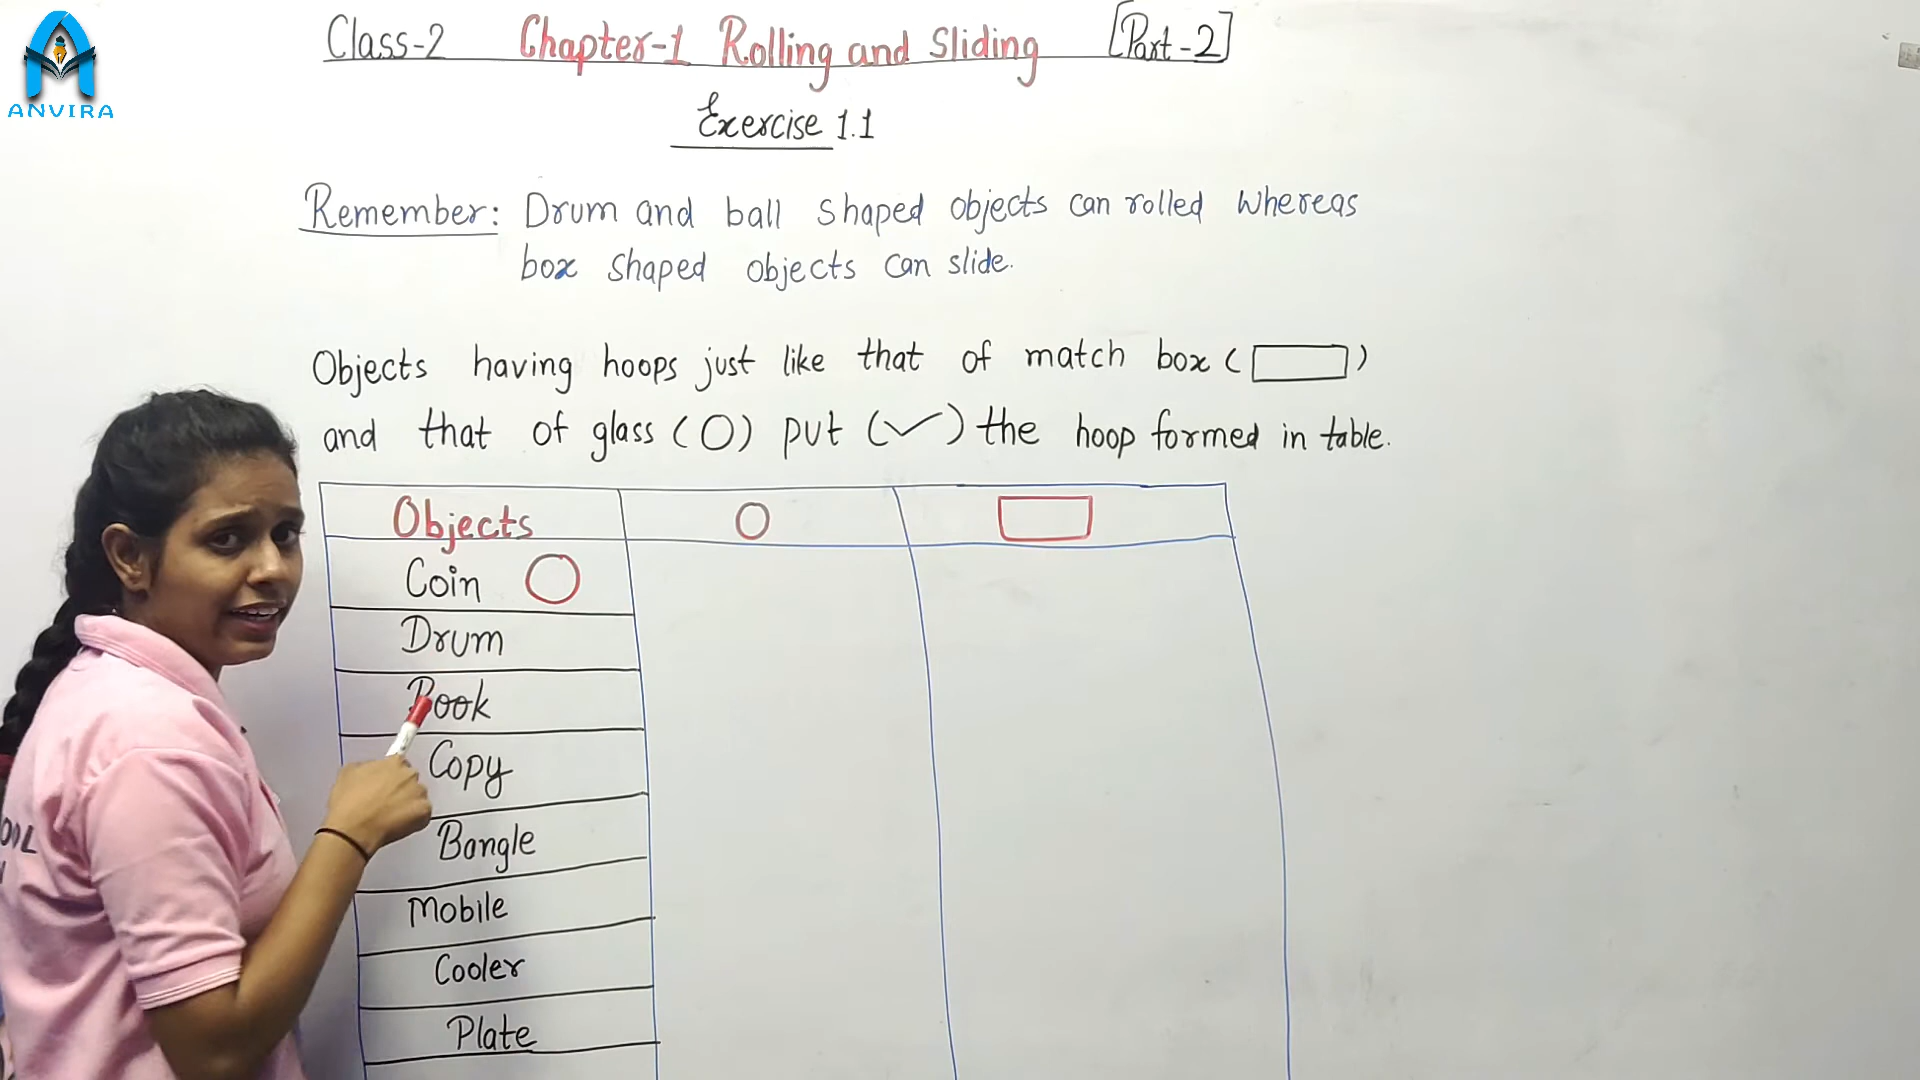 ANVIRA
Class-2 Chapter-1 Rolling and Sliding [Part-2]
Exercise 1.1
Remember: Drum and ball shaped objects can rolled whereas
box shaped objects can slide.
Objects having hoops just like that of match box ( )
and that of glass ( ) put (✓) the hoop formed in table.
Objects
Coin
Drum
Book
Copy
Bangle
Mobile
Cooler
Plate